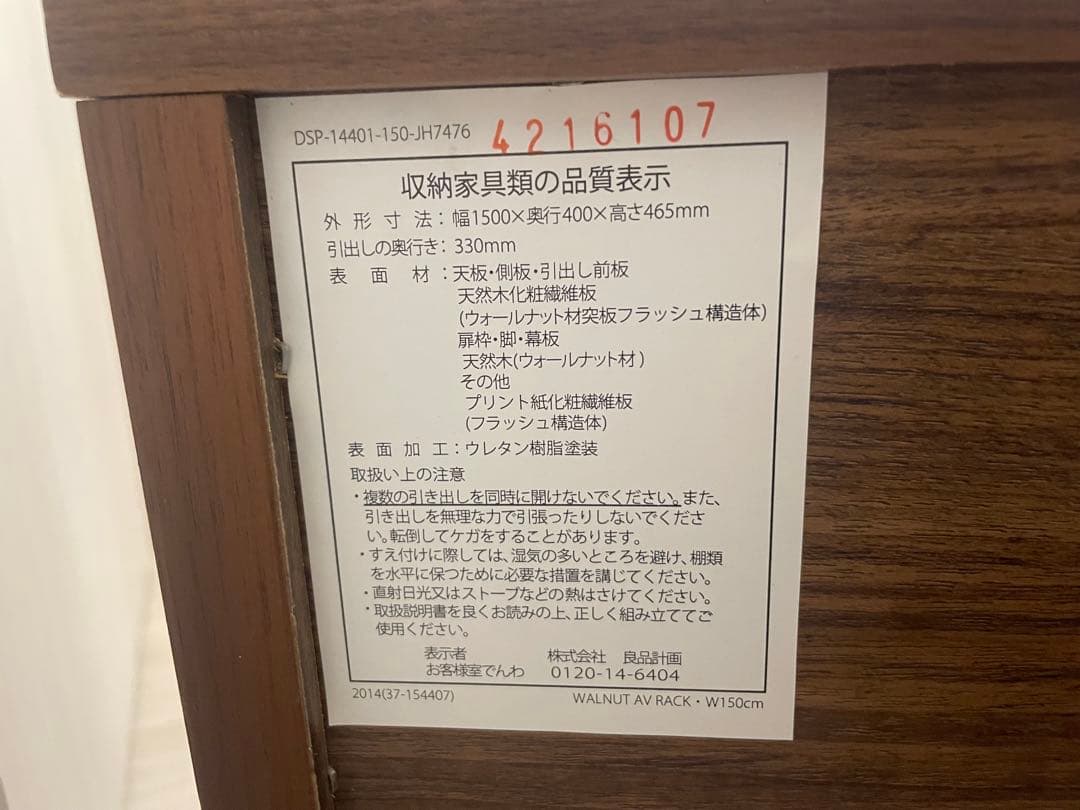 DSP-14401-150-JH7476 4216107
収納家具類の品質表示
外形寸法：幅1500×奥行400×高さ465mm
引出しの奥行き：330mm
表面材：天板・側板・引出し前板
天然木化粧繊維板
(ウォールナット材突板フラッシュ構造体)
扉枠・脚・幕板
天然木(ウォールナット材)
その他
プリント紙化粧繊維板
(フラッシュ構造体)
表面加工：ウレタン樹脂塗装
取扱い上の注意
・複数の引き出しを同時に開けないでください。また、
引き出しを無理な力で引張ったりしないでくださ
い。転倒してケガをすることがあります。
・すえ付けに際しては、湿気の多いところを避け、棚類
を水平に保つために必要な措置を講じてください。
・直射日光又はストーブなどの熱はさけてください。
・取扱説明書を良くお読みの上、正しく組み立ててご
使用ください。
表示者 株式会社 良品計画
お客様室でんわ 0120-14-6404
2014(37-154407) WALNUT AV RACK・W150cm